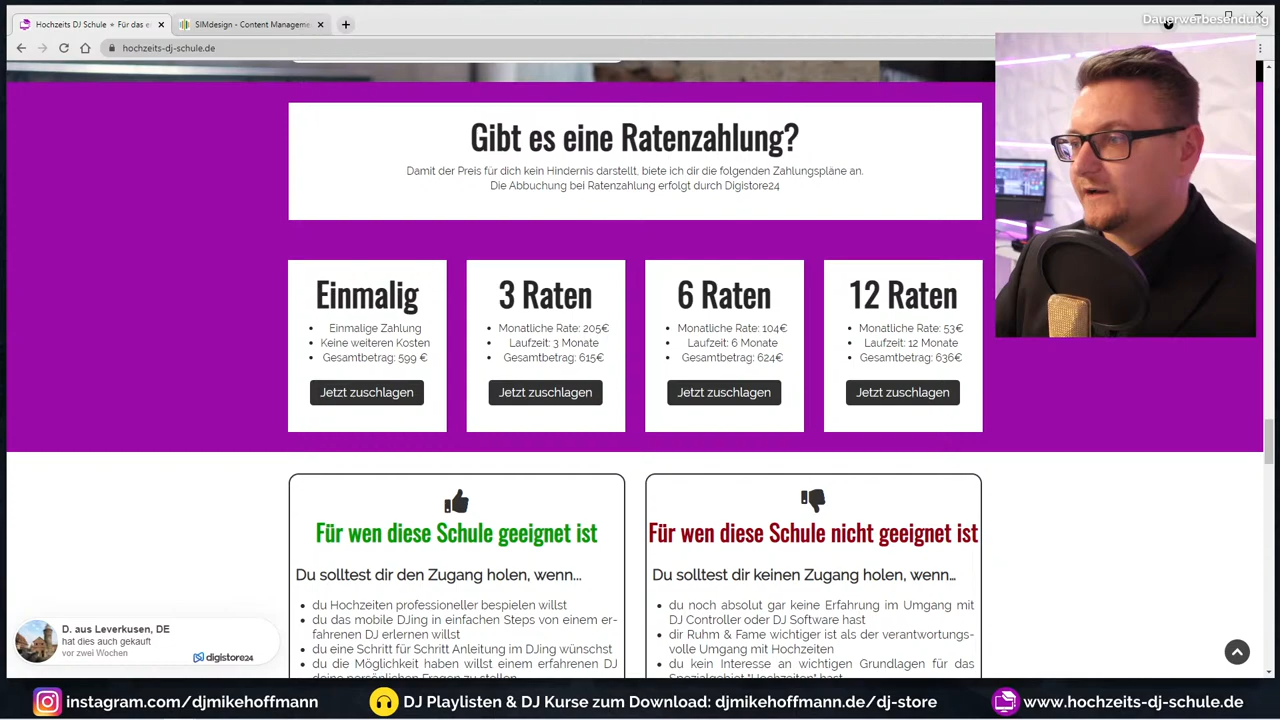 Hochzeits DJ Schule ⭐ Für das e
SIMdesign - Content Manageme
Dauerwerbesendung
hochzeits-dj-schule.de
Gibt es eine Ratenzahlung?
Damit der Preis für dich kein Hindernis darstellt, biete ich dir die folgenden Zahlungspläne an.
Die Abbuchung bei Ratenzahlung erfolgt durch Digistore24
Einmalig
• Einmalige Zahlung
• Keine weiteren Kosten
• Gesamtbetrag: 599 €
Jetzt zuschlagen
3 Raten
• Monatliche Rate: 205€
• Laufzeit: 3 Monate
• Gesamtbetrag: 615€
Jetzt zuschlagen
6 Raten
• Monatliche Rate: 104€
• Laufzeit: 6 Monate
• Gesamtbetrag: 624€
Jetzt zuschlagen
12 Raten
• Monatliche Rate: 53€
• Laufzeit: 12 Monate
• Gesamtbetrag: 636€
Jetzt zuschlagen
Für wen diese Schule geeignet ist
Du solltest dir den Zugang holen, wenn...
• du Hochzeiten professioneller bespielen willst
• du das mobile DJing in einfachen Steps von einem er-
fahrenen DJ erlernen willst
• du eine Schritt für Schritt Anleitung im DJing wünschst
• du die Möglichkeit haben willst einem erfahrenen DJ
deine persönlichen Fragen zu stellen
Für wen diese Schule nicht geeignet ist
Du solltest dir keinen Zugang holen, wenn...
• du noch absolut gar keine Erfahrung im Umgang mit
DJ Controller oder DJ Software hast
• dir Ruhm & Fame wichtiger ist als der verantwortungs-
volle Umgang mit Hochzeiten
• du kein Interesse an wichtigen Grundlagen für das
Spezialgebiet "Hochzeiten" hast
D. aus Leverkusen, DE
hat dies auch gekauft
vor zwei Wochen
digistore24
instagram.com/djmikehoffmann
DJ Playlisten & DJ Kurse zum Download: djmikehoffmann.de/dj-store
www.hochzeits-dj-schule.de